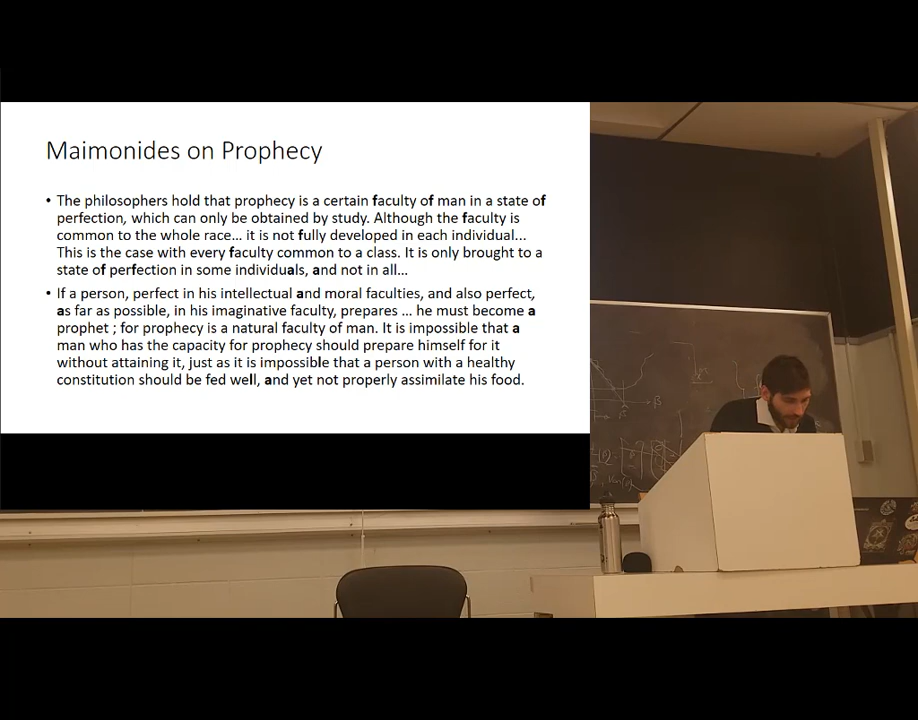 Maimonides on Prophecy
• The philosophers hold that prophecy is a certain faculty of man in a state of
perfection, which can only be obtained by study. Although the faculty is
common to the whole race… it is not fully developed in each individual…
This is the case with every faculty common to a class. It is only brought to a
state of perfection in some individuals, and not in all…
• If a person, perfect in his intellectual and moral faculties, and also perfect,
as far as possible, in his imaginative faculty, prepares … he must become a
prophet ; for prophecy is a natural faculty of man. It is impossible that a
man who has the capacity for prophecy should prepare himself for it
without attaining it, just as it is impossible that a person with a healthy
constitution should be fed well, and yet not properly assimilate his food.
β